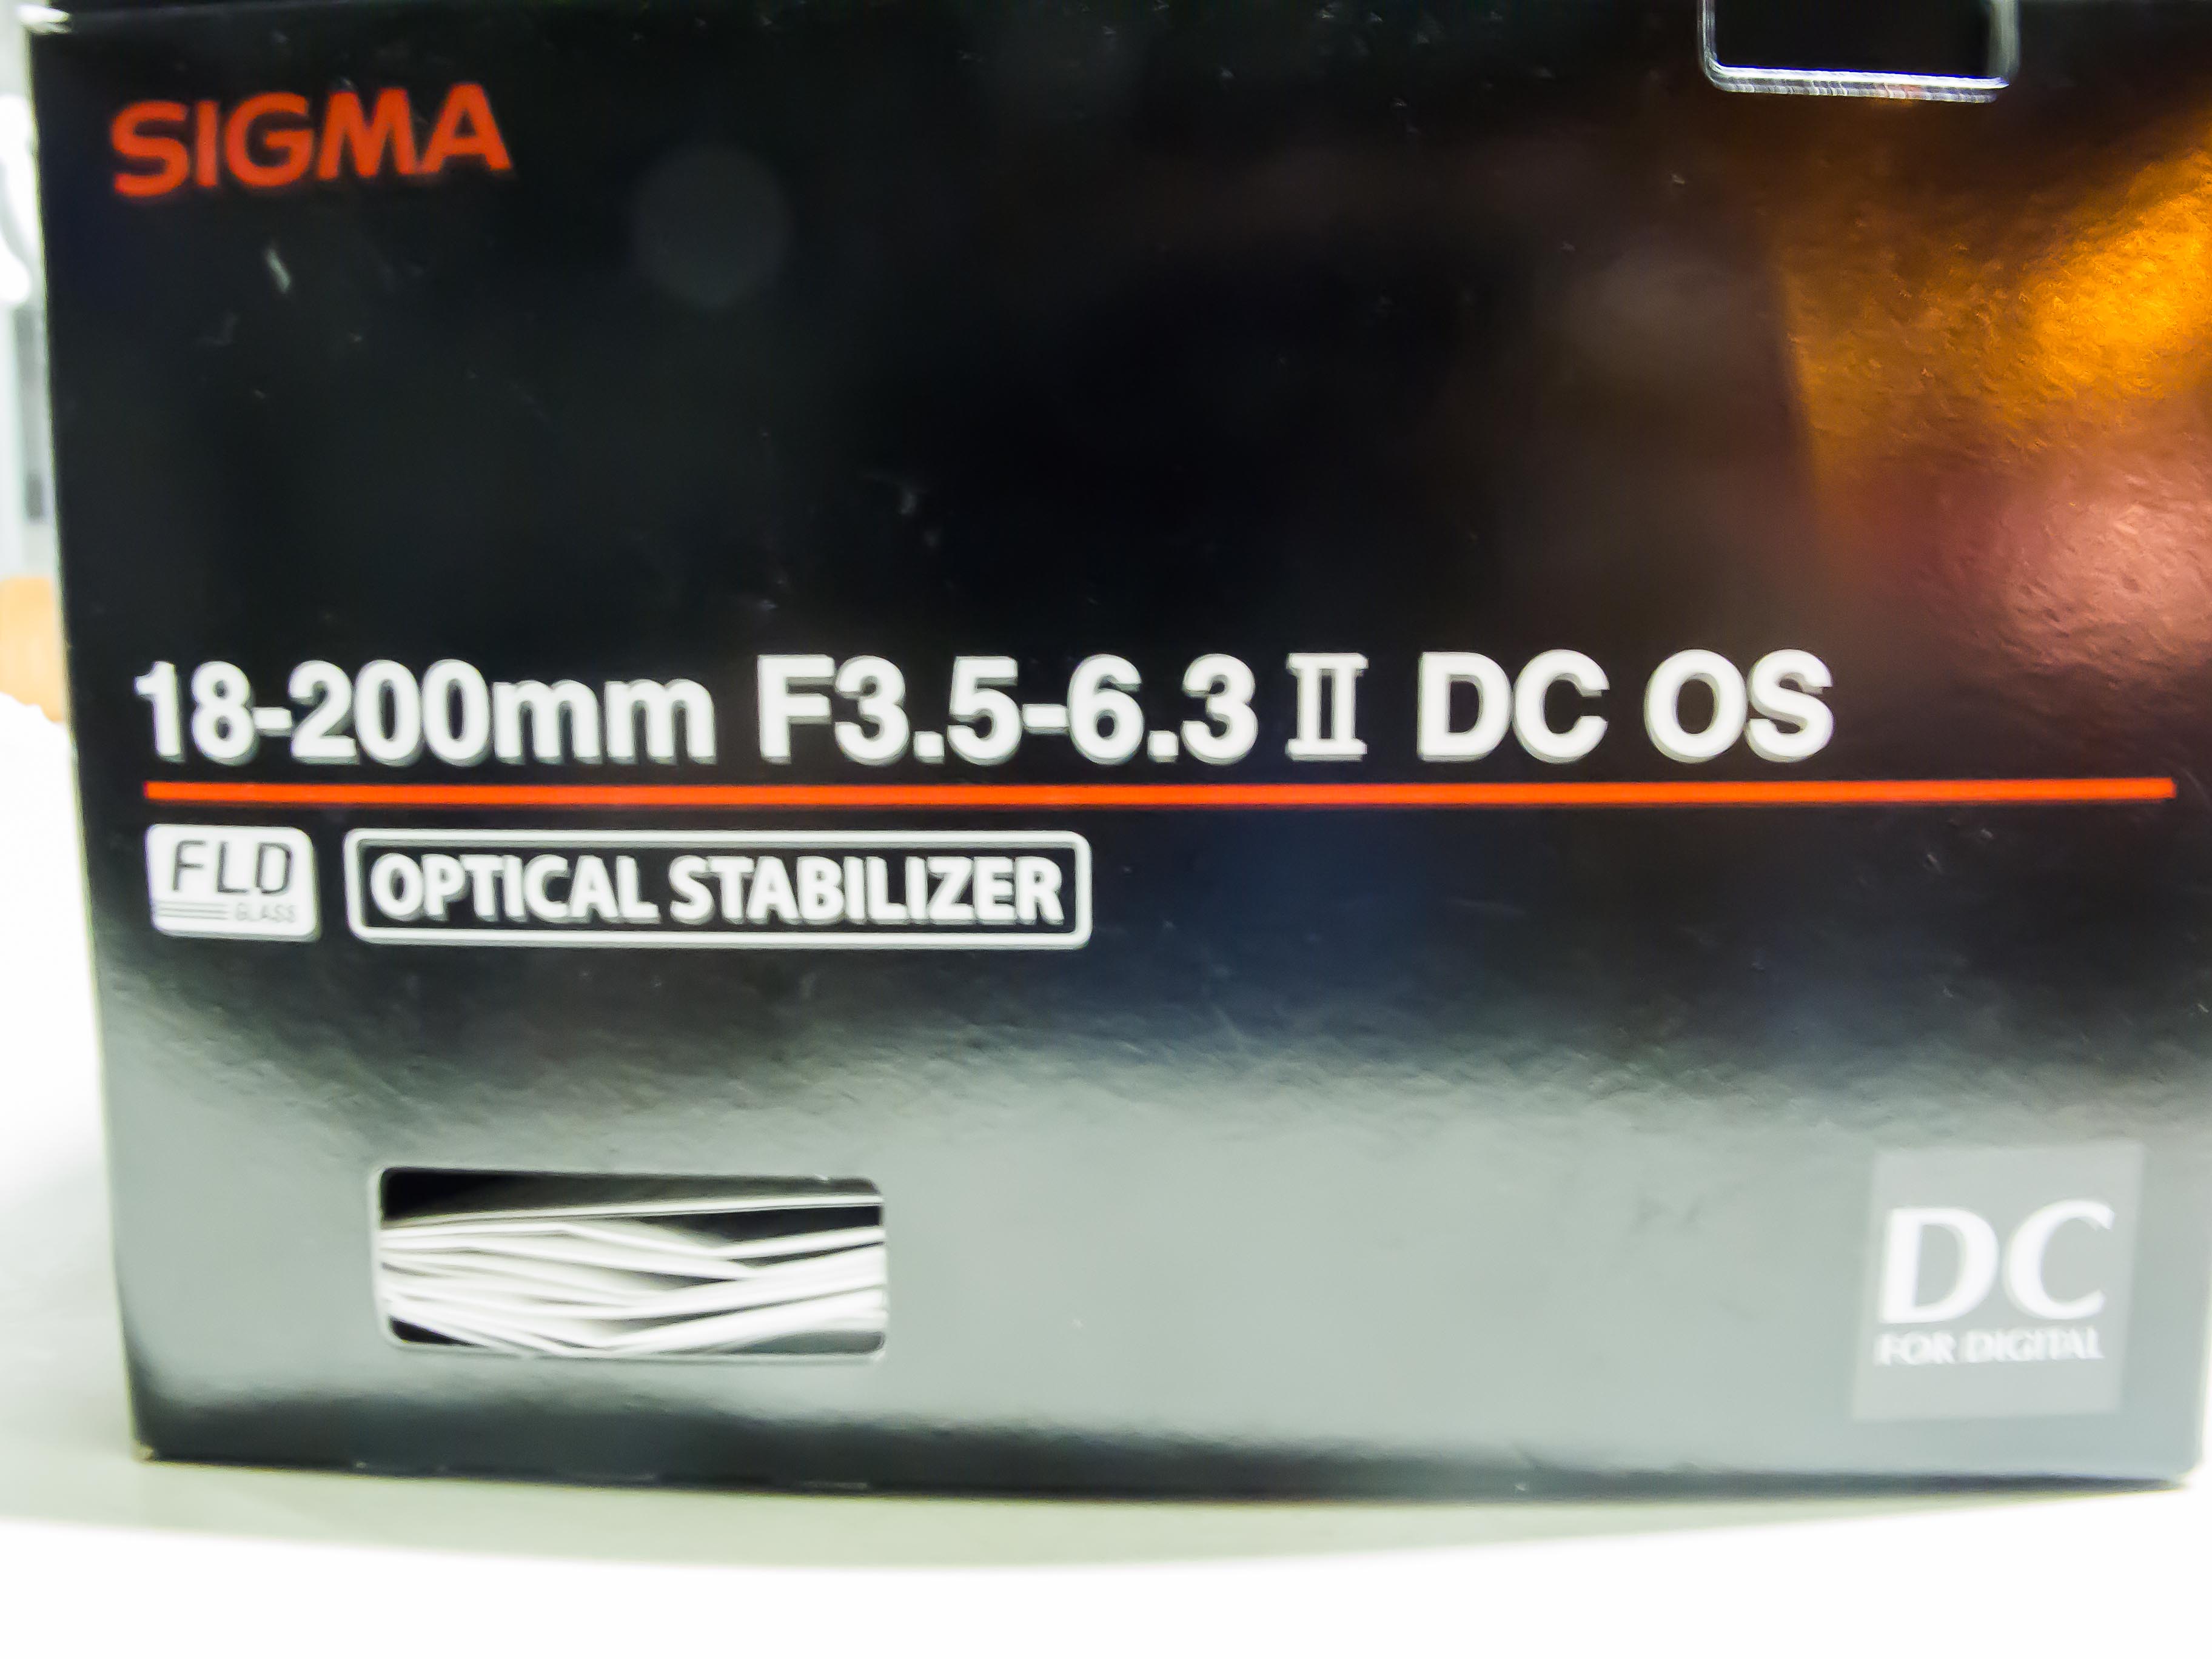 SIGMA
18-200mm F3.5-6.3 II DC OS
FLD
GLASS
OPTICAL STABILIZER
DC
FOR DIGITAL